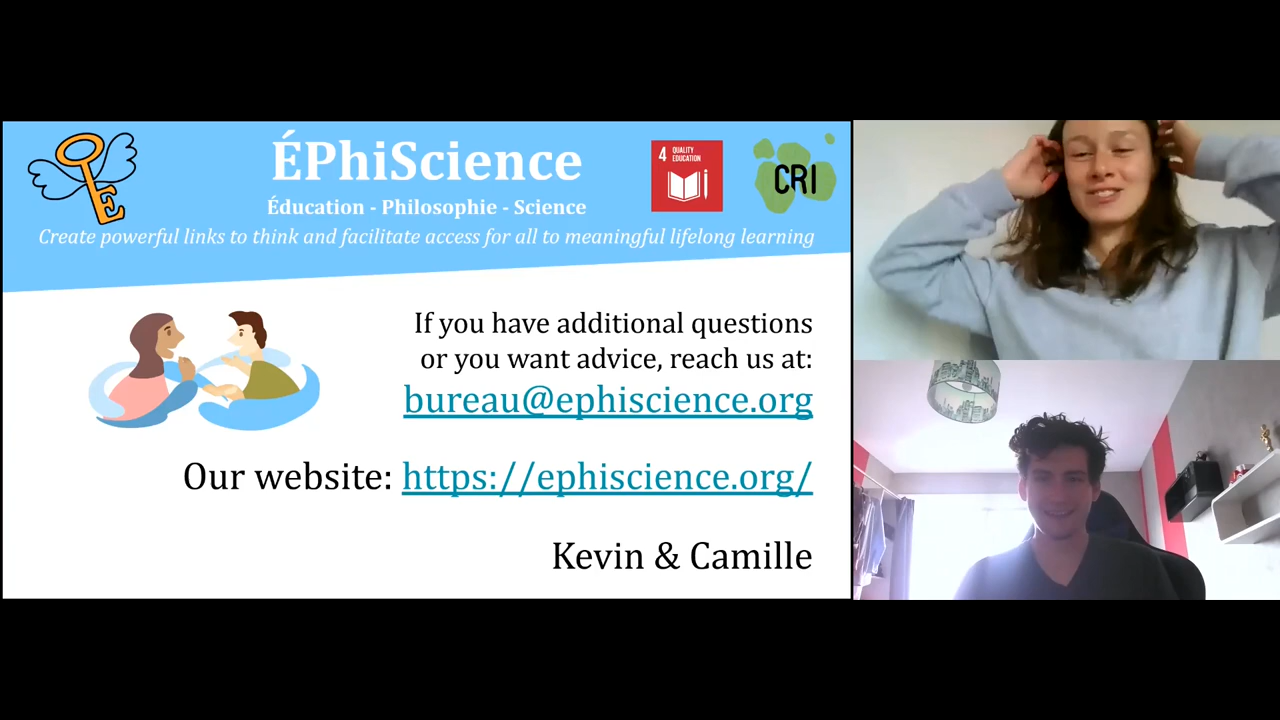 ÉPhiScience
Éducation - Philosophie - Science
Create powerful links to think and facilitate access for all to meaningful lifelong learning
E
4 QUALITY
EDUCATION
CRI
If you have additional questions
or you want advice, reach us at:
bureau@ephiscience.org
Our website: https://ephiscience.org/
Kevin & Camille